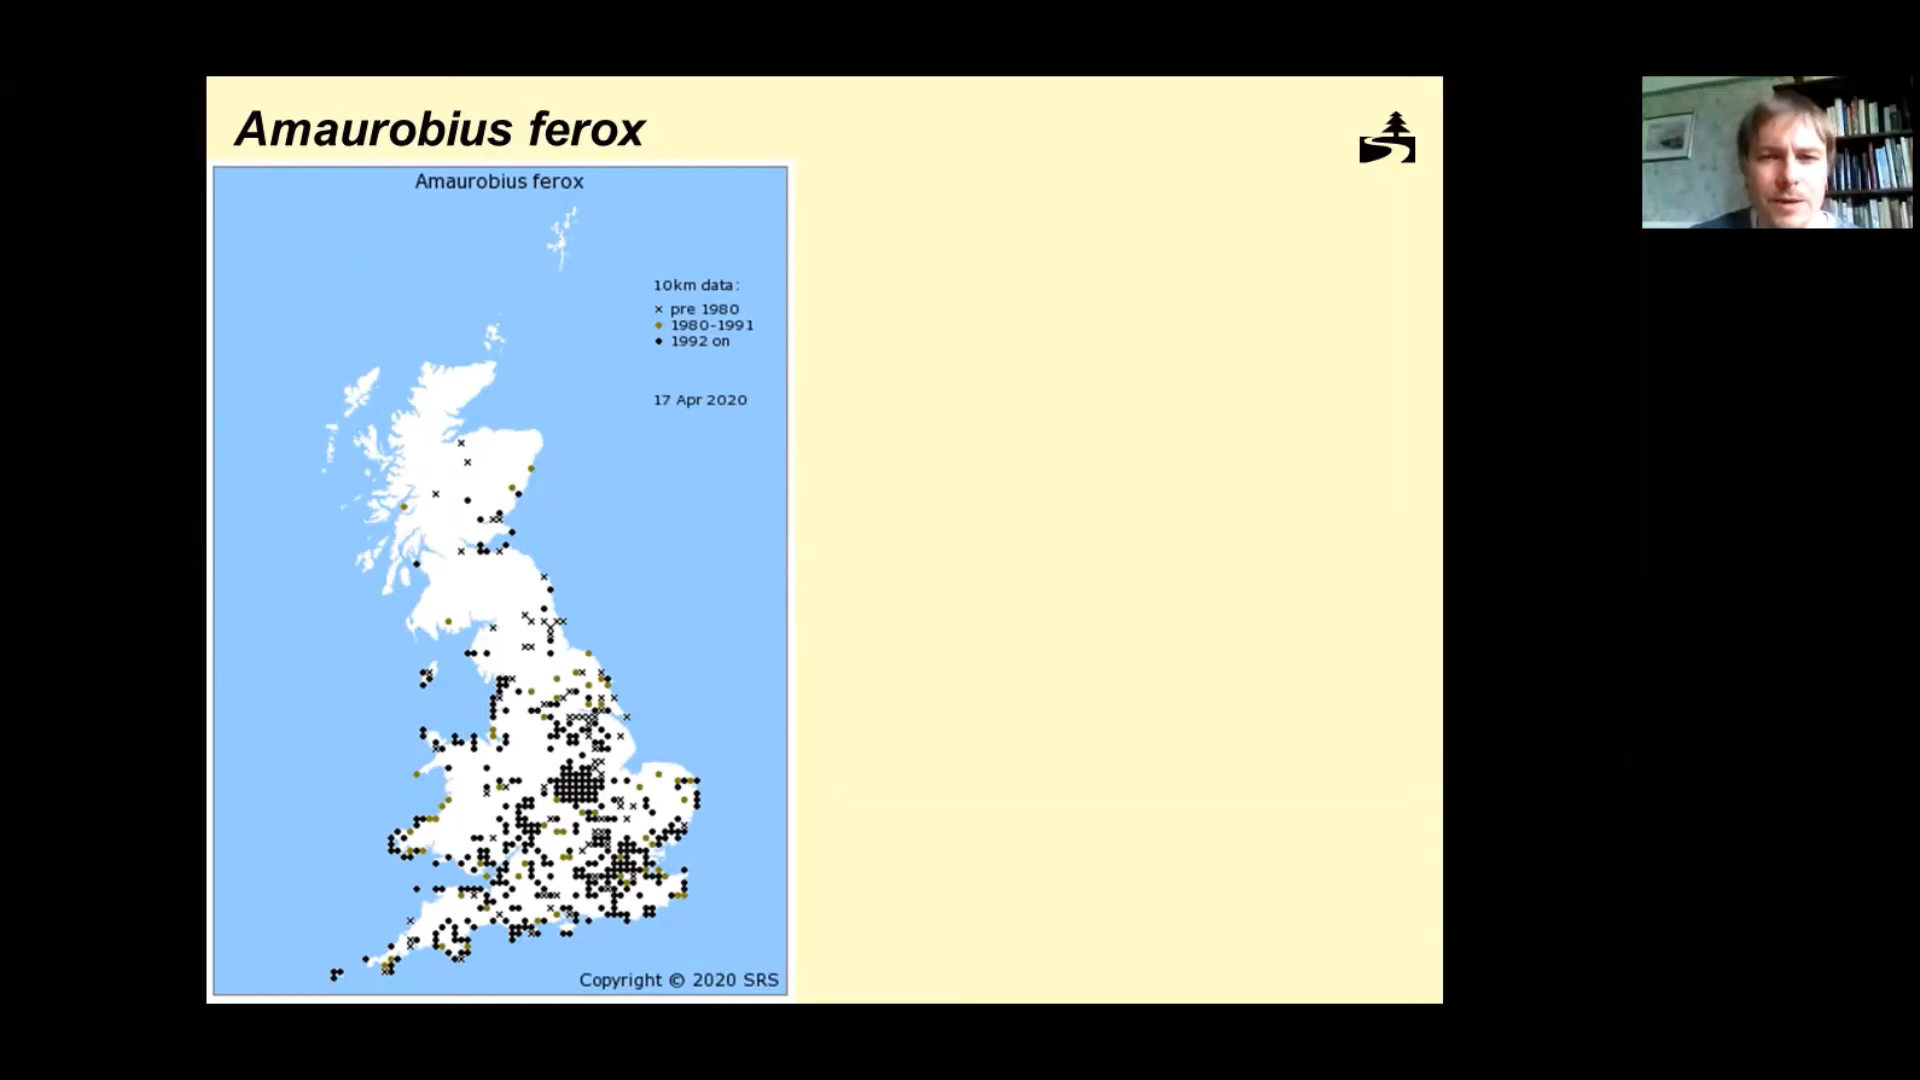 Amaurobius ferox
Amaurobius ferox
10km data:
pre 1980
1980-1991
1992 on
17 Apr 2020
Copyright © 2020 SRS